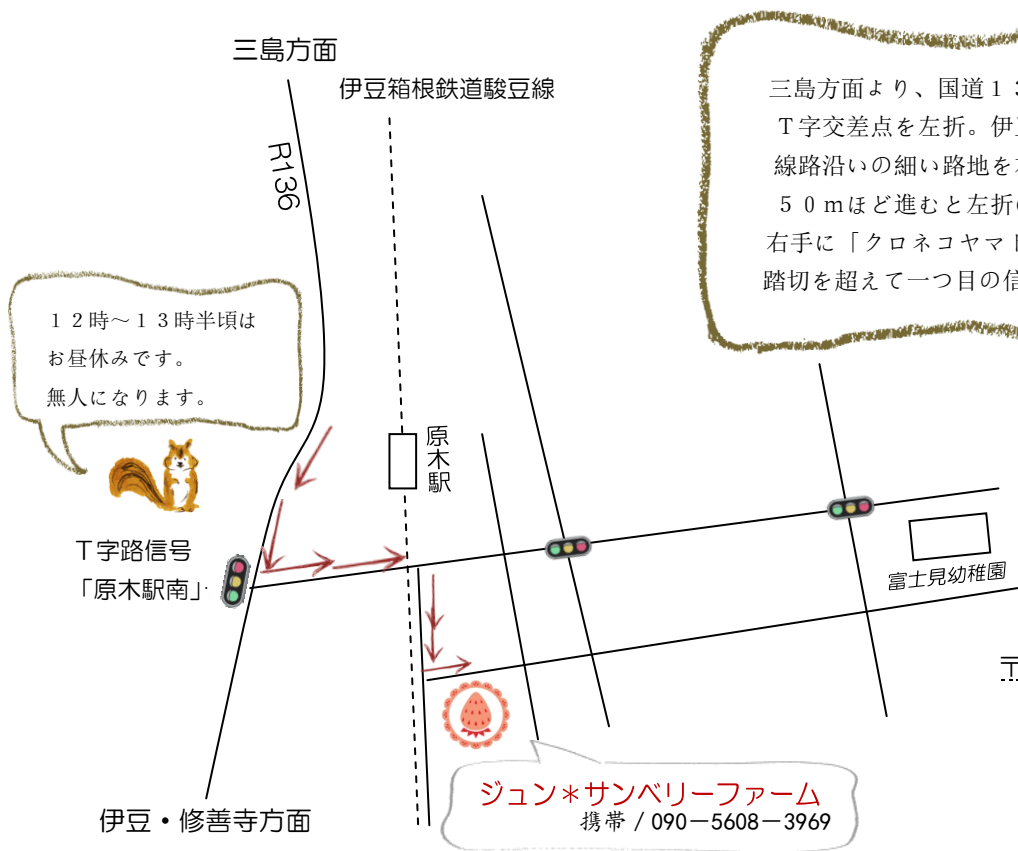 三島方面
伊豆箱根鉄道駿豆線
R136
三島方面より、国道13
T字交差点を左折。伊
線路沿いの細い路地を
50mほど進むと左折
右手に「クロネコヤマ
踏切を超えて一つ目の信
12時~13時半頃は
お昼休みです。
無人になります。
原木駅
T字路信号
「原木駅南」
富士見幼稚園
〒
ジュン*サンベリーファーム
携帯 / 090-5608-3969
伊豆・修善寺方面